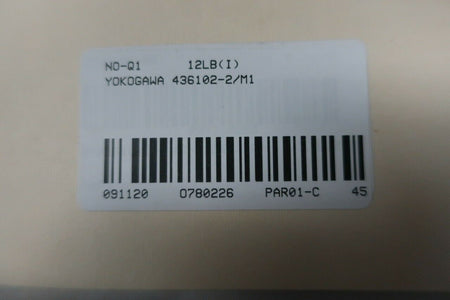 NO-Q1 12LB(I)
YOKOGAWA 436102-2/M1
091120 0780226 PAR01-C 45